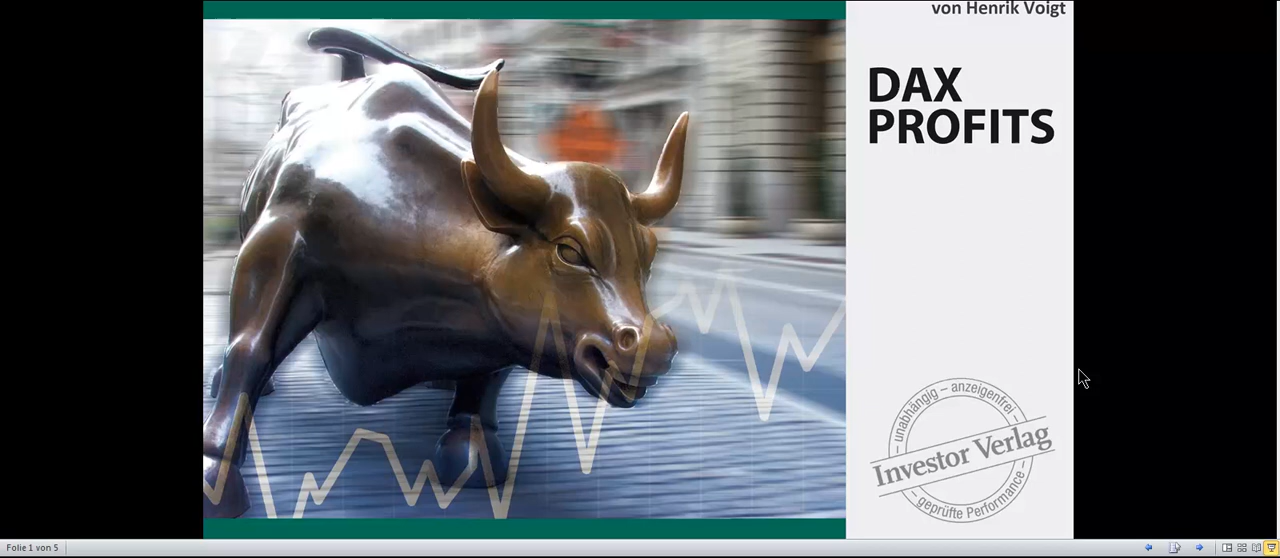 von Henrik Voigt
DAX
PROFITS
– unabhängig – anzeigenfrei –
Investor Verlag
– geprüfte Performance –
Folie 1 von 5